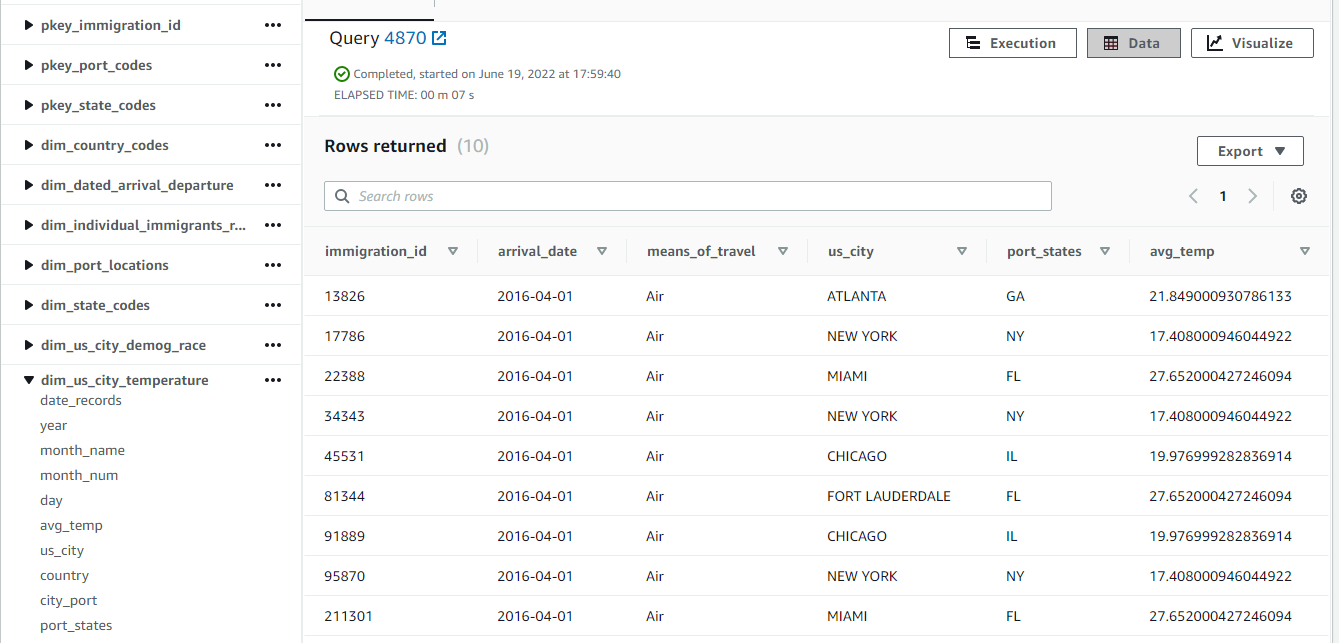 pkey_immigration_id
pkey_port_codes
pkey_state_codes
dim_country_codes
dim_dated_arrival_departure
dim_individual_immigrants_r...
dim_port_locations
dim_state_codes
dim_us_city_demog_race
dim_us_city_temperature
date_records
year
month_name
month_num
day
avg_temp
us_city
country
city_port
port_states
Query 4870
Execution
Data
Visualize
Completed, started on June 19, 2022 at 17:59:40
ELAPSED TIME: 00 m 07 s
Rows returned (10)
Export
Search rows
1
immigration_id arrival_date means_of_travel us_city port_states avg_temp
13826 2016-04-01 Air ATLANTA GA 21.849000930786133
17786 2016-04-01 Air NEW YORK NY 17.408000946044922
22388 2016-04-01 Air MIAMI FL 27.652000427246094
34343 2016-04-01 Air NEW YORK NY 17.408000946044922
45531 2016-04-01 Air CHICAGO IL 19.976999282836914
81344 2016-04-01 Air FORT LAUDERDALE FL 27.652000427246094
91889 2016-04-01 Air CHICAGO IL 19.976999282836914
95870 2016-04-01 Air NEW YORK NY 17.408000946044922
211301 2016-04-01 Air MIAMI FL 27.652000427246094